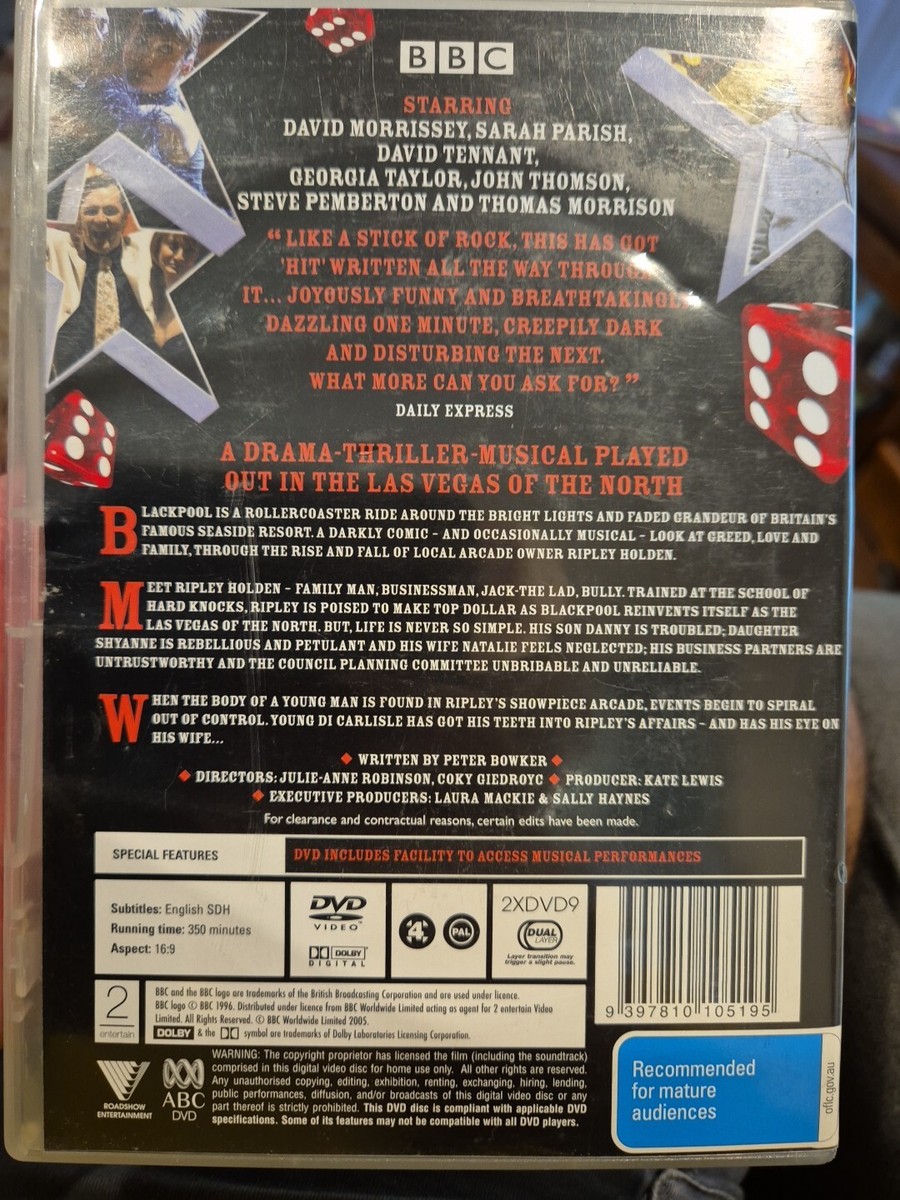 BBC
STARRING
DAVID MORRISSEY, SARAH PARISH,
DAVID TENNANT,
GEORGIA TAYLOR, JOHN THOMSON,
STEVE PEMBERTON AND THOMAS MORRISON
“ LIKE A STICK OF ROCK, THIS HAS GOT
'HIT' WRITTEN ALL THE WAY THROUGH
IT... JOYOUSLY FUNNY AND BREATHTAKINGLY
DAZZLING ONE MINUTE, CREEPILY DARK
AND DISTURBING THE NEXT.
WHAT MORE CAN YOU ASK FOR? ”
DAILY EXPRESS
A DRAMA-THRILLER-MUSICAL PLAYED
OUT IN THE LAS VEGAS OF THE NORTH
BLACKPOOL IS A ROLLERCOASTER RIDE AROUND THE BRIGHT LIGHTS AND FADED GRANDEUR OF BRITAIN'S
FAMOUS SEASIDE RESORT. A DARKLY COMIC - AND OCCASIONALLY MUSICAL - LOOK AT GREED, LOVE AND
FAMILY, THROUGH THE RISE AND FALL OF LOCAL ARCADE OWNER RIPLEY HOLDEN.
MEET RIPLEY HOLDEN - FAMILY MAN, BUSINESSMAN, JACK-THE LAD, BULLY. TRAINED AT THE SCHOOL OF
HARD KNOCKS, RIPLEY IS POISED TO MAKE TOP DOLLAR AS BLACKPOOL REINVENTS ITSELF AS THE
LAS VEGAS OF THE NORTH. BUT, LIFE IS NEVER SO SIMPLE. HIS SON DANNY IS TROUBLED; DAUGHTER
SHYANNE IS REBELLIOUS AND PETULANT AND HIS WIFE NATALIE FEELS NEGLECTED; HIS BUSINESS PARTNERS ARE
UNTRUSTWORTHY AND THE COUNCIL PLANNING COMMITTEE UNBRIBABLE AND UNRELIABLE.
WHEN THE BODY OF A YOUNG MAN IS FOUND IN RIPLEY'S SHOWPIECE ARCADE, EVENTS BEGIN TO SPIRAL
OUT OF CONTROL. YOUNG DI CARLISLE HAS GOT HIS TEETH INTO RIPLEY'S AFFAIRS - AND HAS HIS EYE ON
HIS WIFE...
WRITTEN BY PETER BOWKER
DIRECTORS: JULIE-ANNE ROBINSON, COKY GIEDROYC ♦ PRODUCER: KATE LEWIS
EXECUTIVE PRODUCERS: LAURA MACKIE & SALLY HAYNES
For clearance and contractual reasons, certain edits have been made.
SPECIAL FEATURES
DVD INCLUDES FACILITY TO ACCESS MUSICAL PERFORMANCES
Subtitles: English SDH
Running time: 350 minutes
Aspect: 16:9
DVD
VIDEO
DOLBY
DIGITAL
4
PAL
2XDVD9
DUAL
LAYER
Layer transition may
trigger a slight pause.
9 397810 105195
2
entertain
BBC and the BBC logo are trademarks of the British Broadcasting Corporation and are used under licence.
BBC logo © BBC 1996. Distributed under licence from BBC Worldwide Limited acting as agent for 2 entertain Video
Limited. All Rights Reserved. © BBC Worldwide Limited 2005.
DOLBY & the symbol are trademarks of Dolby Laboratories Licensing Corporation.
ROADSHOW
ENTERTAINMENT
ABC
DVD
WARNING: The copyright proprietor has licensed the film (including the soundtrack)
comprised in this digital video disc for home use only. All other rights are reserved.
Any unauthorised copying, editing, exhibition, renting, exchanging, hiring, lending,
public performances, diffusion, and/or broadcasts of this digital video disc or any
part thereof is strictly prohibited. This DVD disc is compliant with applicable DVD
specifications. Some of its features may not be compatible with all DVD players.
Recommended
for mature
audiences
oflc.gov.au